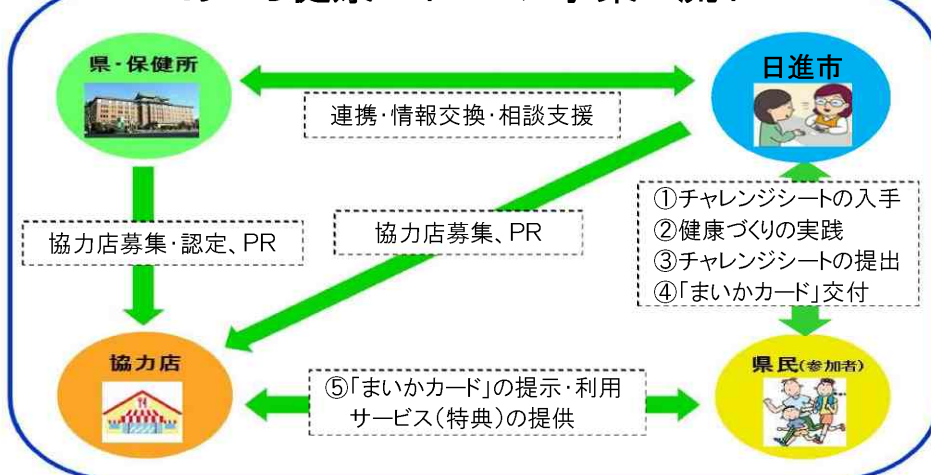 県・保健所
日進市
連携・情報交換・相談支援
①チャレンジシートの入手
②健康づくりの実践
③チャレンジシートの提出
④「まいかカード」交付
協力店募集・認定、PR
協力店募集、PR
協力店
県民(参加者)
⑤「まいかカード」の提示・利用
サービス(特典)の提供